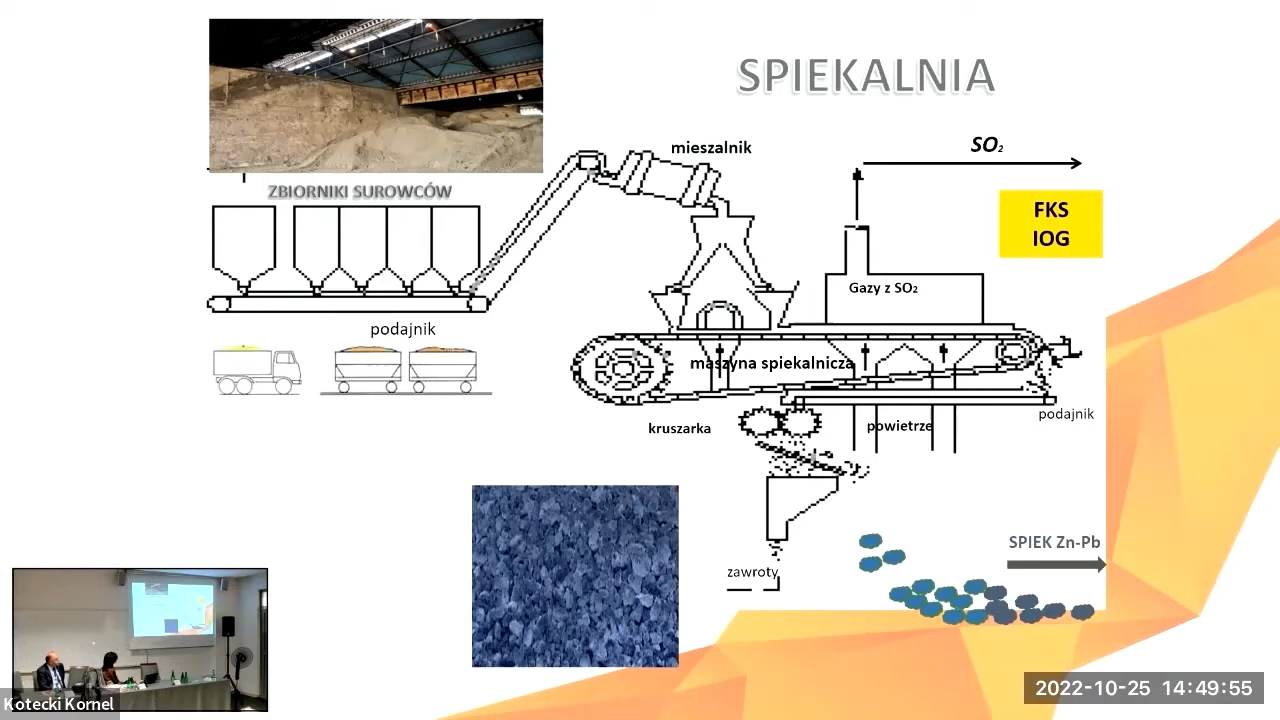 SPIEKALNIA
mieszalnik
SO₂
ZBIORNIKI SUROWCÓW
FKS
IOG
Gazy z SO₂
podajnik
maszyna spiekalnicza
podajnik
kruszarka
powietrze
SPIEK Zn-Pb
zawroty
Kotecki Kornel
2022-10-25 14:49:55